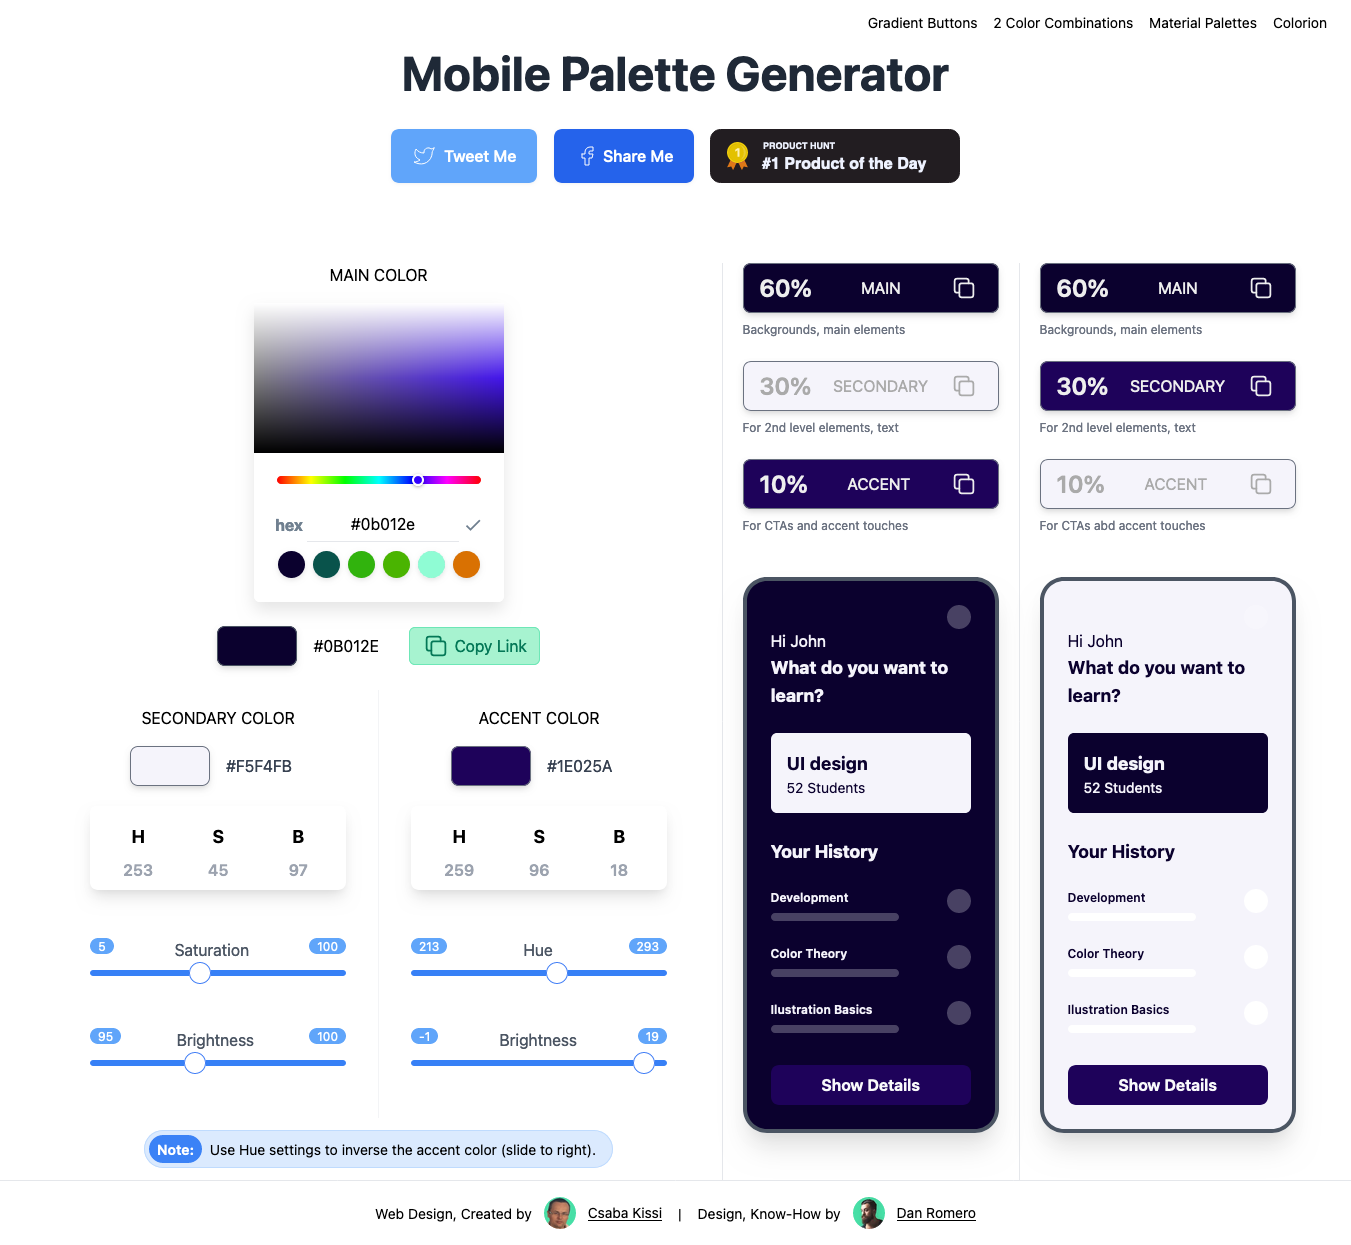 Gradient Buttons 2 Color Combinations Material Palettes Colorion
Mobile Palette Generator
Tweet Me
Share Me
PRODUCT HUNT
#1 Product of the Day
1
MAIN COLOR
hex #0b012e
#0B012E
Copy Link
SECONDARY COLOR
#F5F4FB
H S B
253 45 97
5 Saturation 100
95 Brightness 100
ACCENT COLOR
#1E025A
H S B
259 96 18
213 Hue 293
-1 Brightness 19
Note: Use Hue settings to inverse the accent color (slide to right).
60% MAIN
Backgrounds, main elements
30% SECONDARY
For 2nd level elements, text
10% ACCENT
For CTAs and accent touches
Hi John
What do you want to
learn?
UI design
52 Students
Your History
Development
Color Theory
Ilustration Basics
Show Details
60% MAIN
Backgrounds, main elements
30% SECONDARY
For 2nd level elements, text
10% ACCENT
For CTAs abd accent touches
Hi John
What do you want to
learn?
UI design
52 Students
Your History
Development
Color Theory
Ilustration Basics
Show Details
Web Design, Created by Csaba Kissi | Design, Know-How by Dan Romero